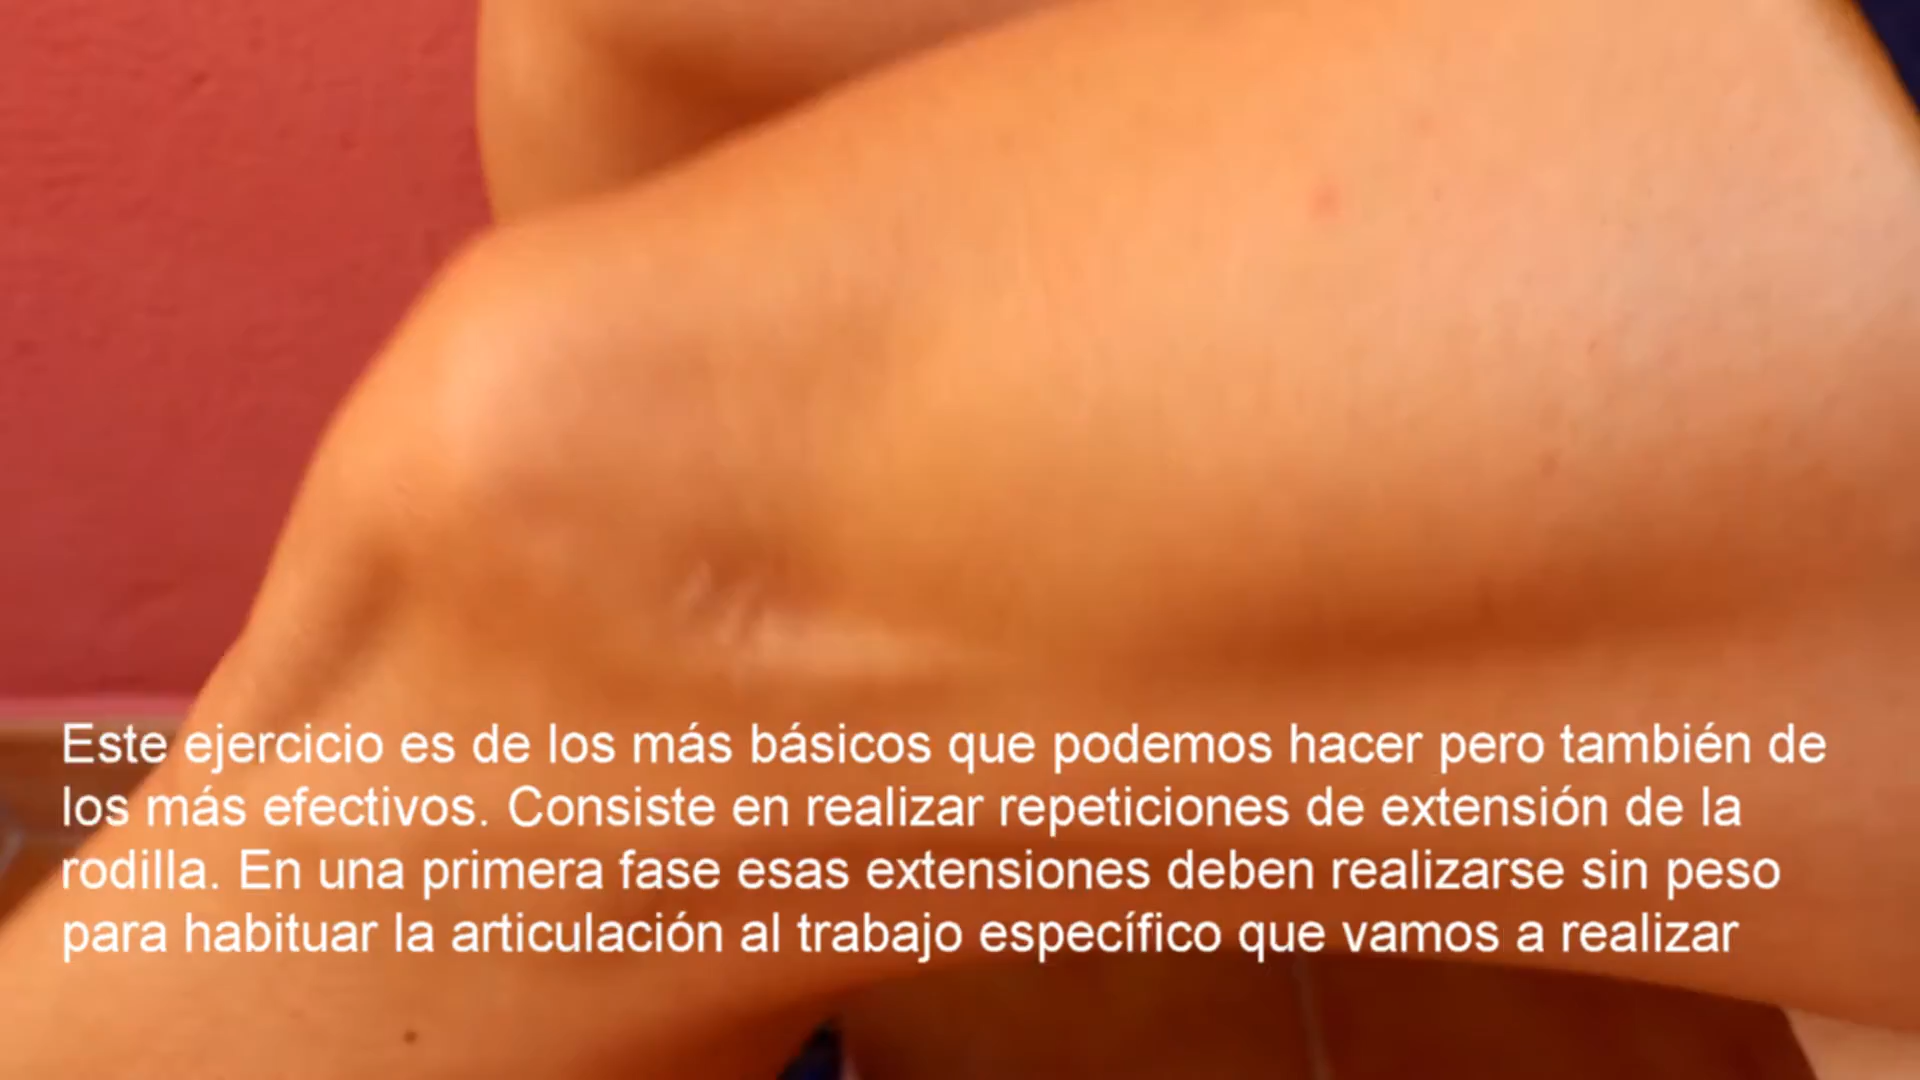 Este ejercicio es de los más básicos que podemos hacer pero también de
los más efectivos. Consiste en realizar repeticiones de extensión de la
rodilla. En una primera fase esas extensiones deben realizarse sin peso
para habituar la articulación al trabajo específico que vamos a realizar